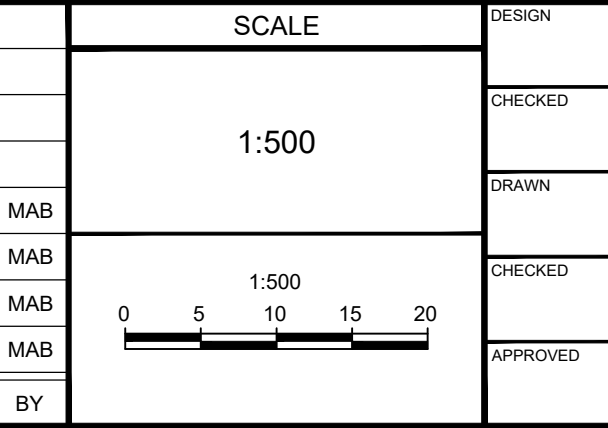 SCALE
1:500
1:500
0 5 10 15 20
MAB
MAB
MAB
MAB
BY
DESIGN
CHECKED
DRAWN
CHECKED
APPROVED